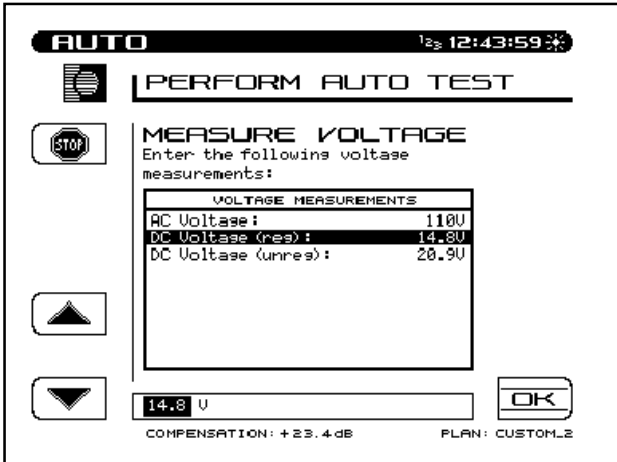 AUTO 123 12:43:59
PERFORM AUTO TEST
STOP
MEASURE VOLTAGE
Enter the following voltage
measurements:
VOLTAGE MEASUREMENTS
AC Voltage: 110V
DC Voltage (reg): 14.8V
DC Voltage (unreg): 20.9V
14.8 V
OK
COMPENSATION: +23.4dB PLAN: CUSTOM_2